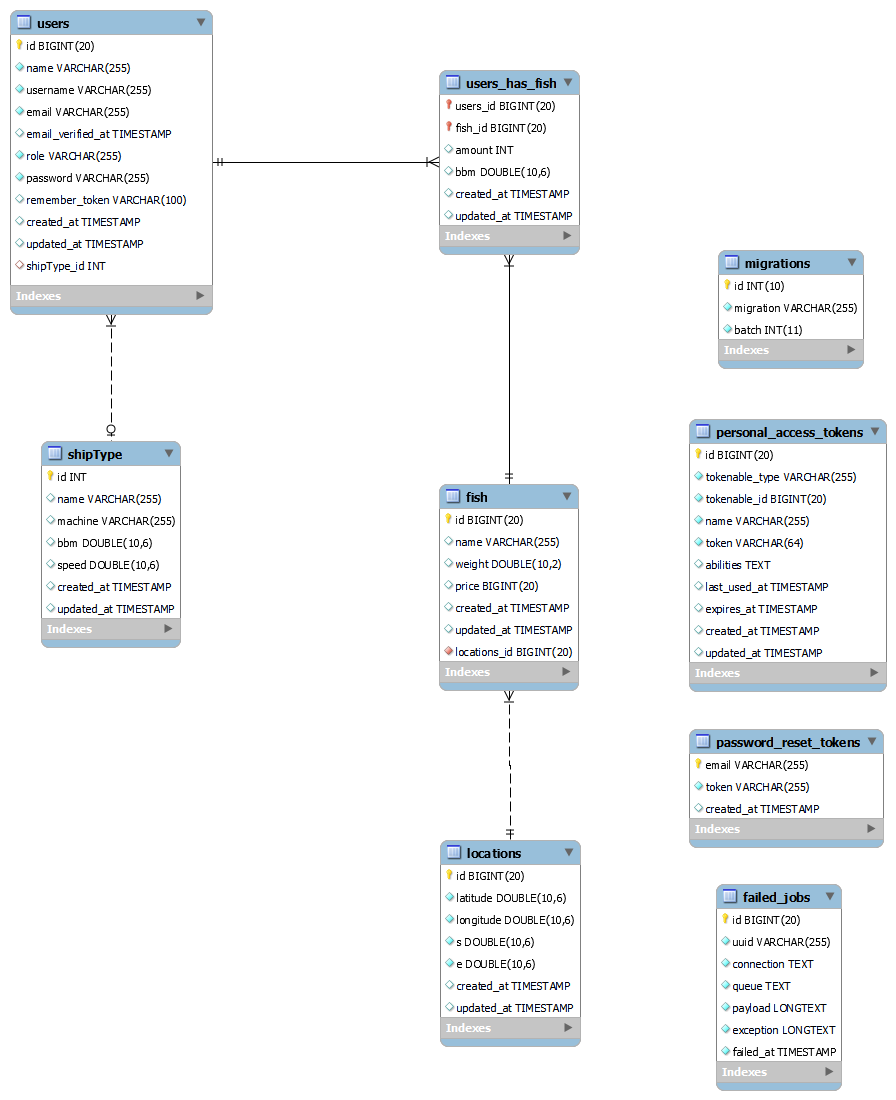 users
id BIGINT(20)
name VARCHAR(255)
username VARCHAR(255)
email VARCHAR(255)
email_verified_at TIMESTAMP
role VARCHAR(255)
password VARCHAR(255)
remember_token VARCHAR(100)
created_at TIMESTAMP
updated_at TIMESTAMP
shipType_id INT
Indexes
users_has_fish
users_id BIGINT(20)
fish_id BIGINT(20)
amount INT
bbm DOUBLE(10,6)
created_at TIMESTAMP
updated_at TIMESTAMP
Indexes
migrations
id INT(10)
migration VARCHAR(255)
batch INT(11)
Indexes
shipType
id INT
name VARCHAR(255)
machine VARCHAR(255)
bbm DOUBLE(10,6)
speed DOUBLE(10,6)
created_at TIMESTAMP
updated_at TIMESTAMP
Indexes
fish
id BIGINT(20)
name VARCHAR(255)
weight DOUBLE(10,2)
price BIGINT(20)
created_at TIMESTAMP
updated_at TIMESTAMP
locations_id BIGINT(20)
Indexes
personal_access_tokens
id BIGINT(20)
tokenable_type VARCHAR(255)
tokenable_id BIGINT(20)
name VARCHAR(255)
token VARCHAR(64)
abilities TEXT
last_used_at TIMESTAMP
expires_at TIMESTAMP
created_at TIMESTAMP
updated_at TIMESTAMP
Indexes
password_reset_tokens
email VARCHAR(255)
token VARCHAR(255)
created_at TIMESTAMP
Indexes
locations
id BIGINT(20)
latitude DOUBLE(10,6)
longitude DOUBLE(10,6)
s DOUBLE(10,6)
e DOUBLE(10,6)
created_at TIMESTAMP
updated_at TIMESTAMP
Indexes
failed_jobs
id BIGINT(20)
uuid VARCHAR(255)
connection TEXT
queue TEXT
payload LONGTEXT
exception LONGTEXT
failed_at TIMESTAMP
Indexes